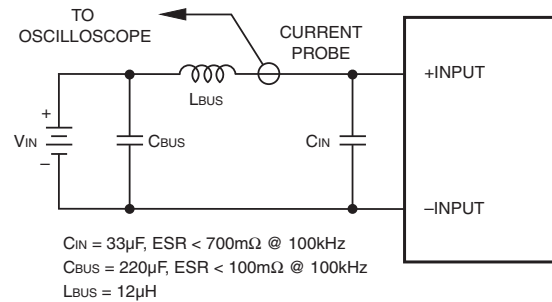 TO
OSCILLOSCOPE
CURRENT
PROBE
+INPUT
LBUS
+
VIN
–
CBUS
CIN
–INPUT
CIN = 33µF, ESR < 700mΩ @ 100kHz
CBUS = 220µF, ESR < 100mΩ @ 100kHz
LBUS = 12µH